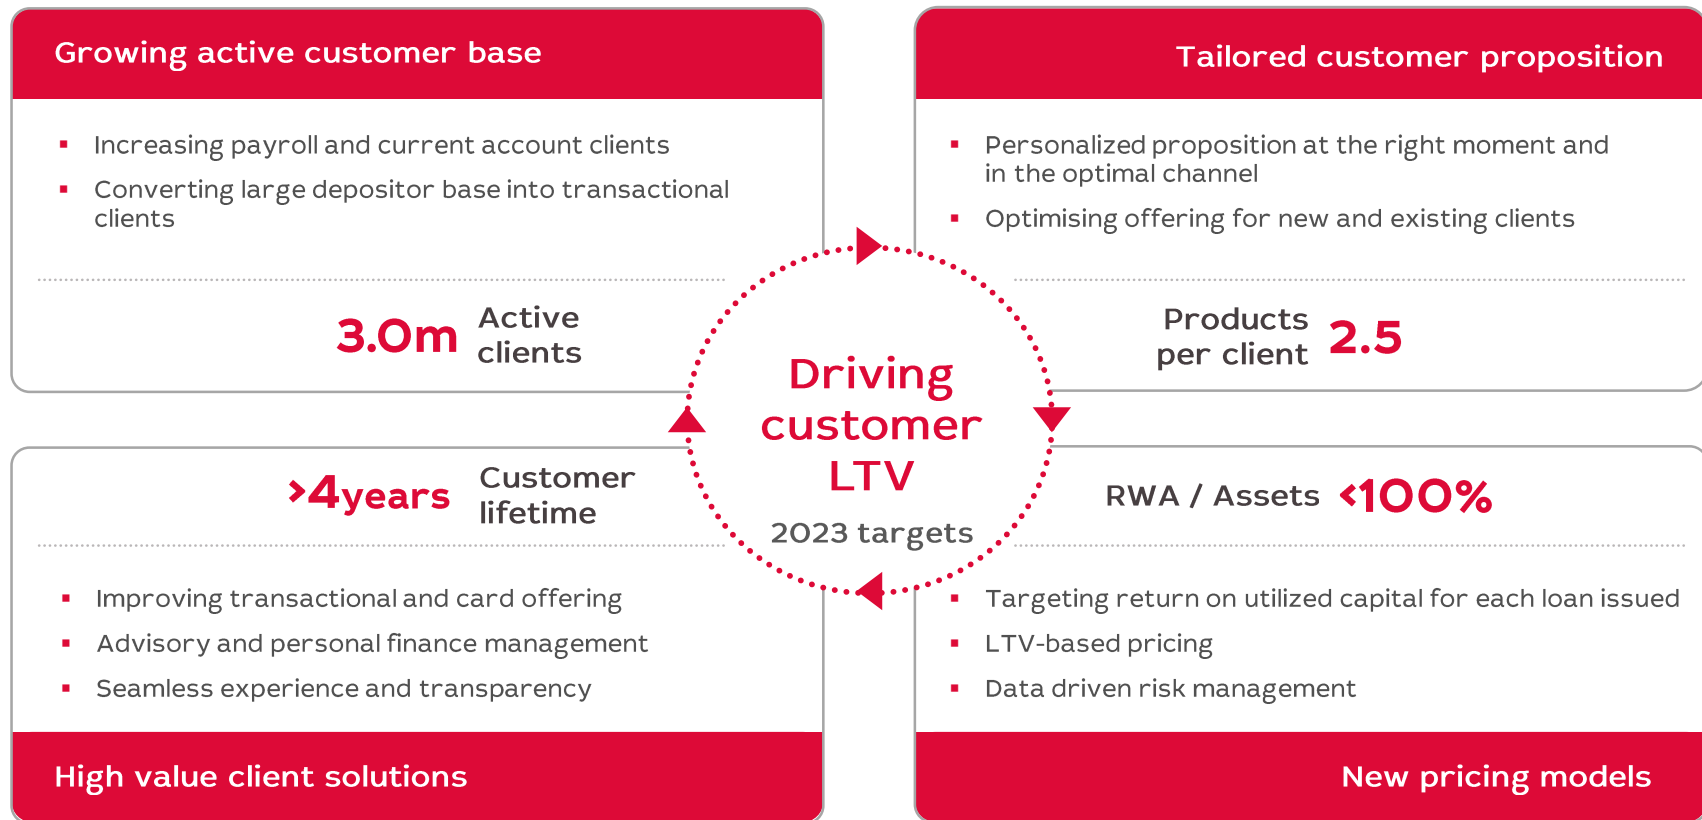 Growing active customer base
Increasing payroll and current account clients
Converting large depositor base into transactional
clients
3.0m Active
clients
Tailored customer proposition
Personalized proposition at the right moment and
in the optimal channel
Optimising offering for new and existing clients
Products
per client 2.5
Driving
customer
LTV
2023 targets
>4years Customer
lifetime
Improving transactional and card offering
Advisory and personal finance management
Seamless experience and transparency
High value client solutions
RWA / Assets <100%
Targeting return on utilized capital for each loan issued
LTV-based pricing
Data driven risk management
New pricing models